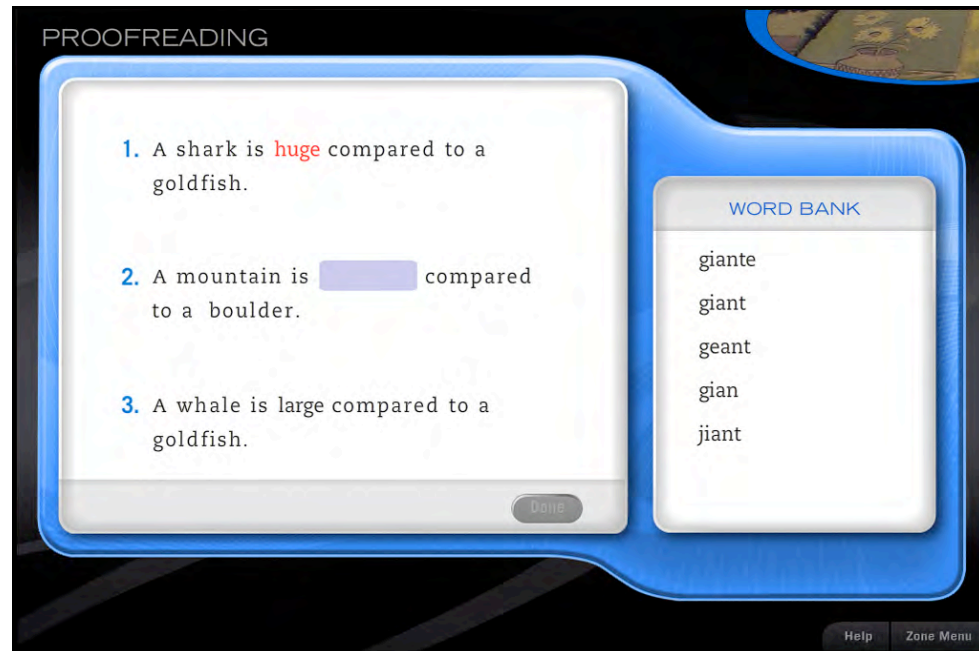 PROOFREADING
1. A shark is huge compared to a
goldfish.
2. A mountain is compared
to a boulder.
3. A whale is large compared to a
goldfish.
Done
WORD BANK
giante
giant
geant
gian
jiant
Help Zone Menu